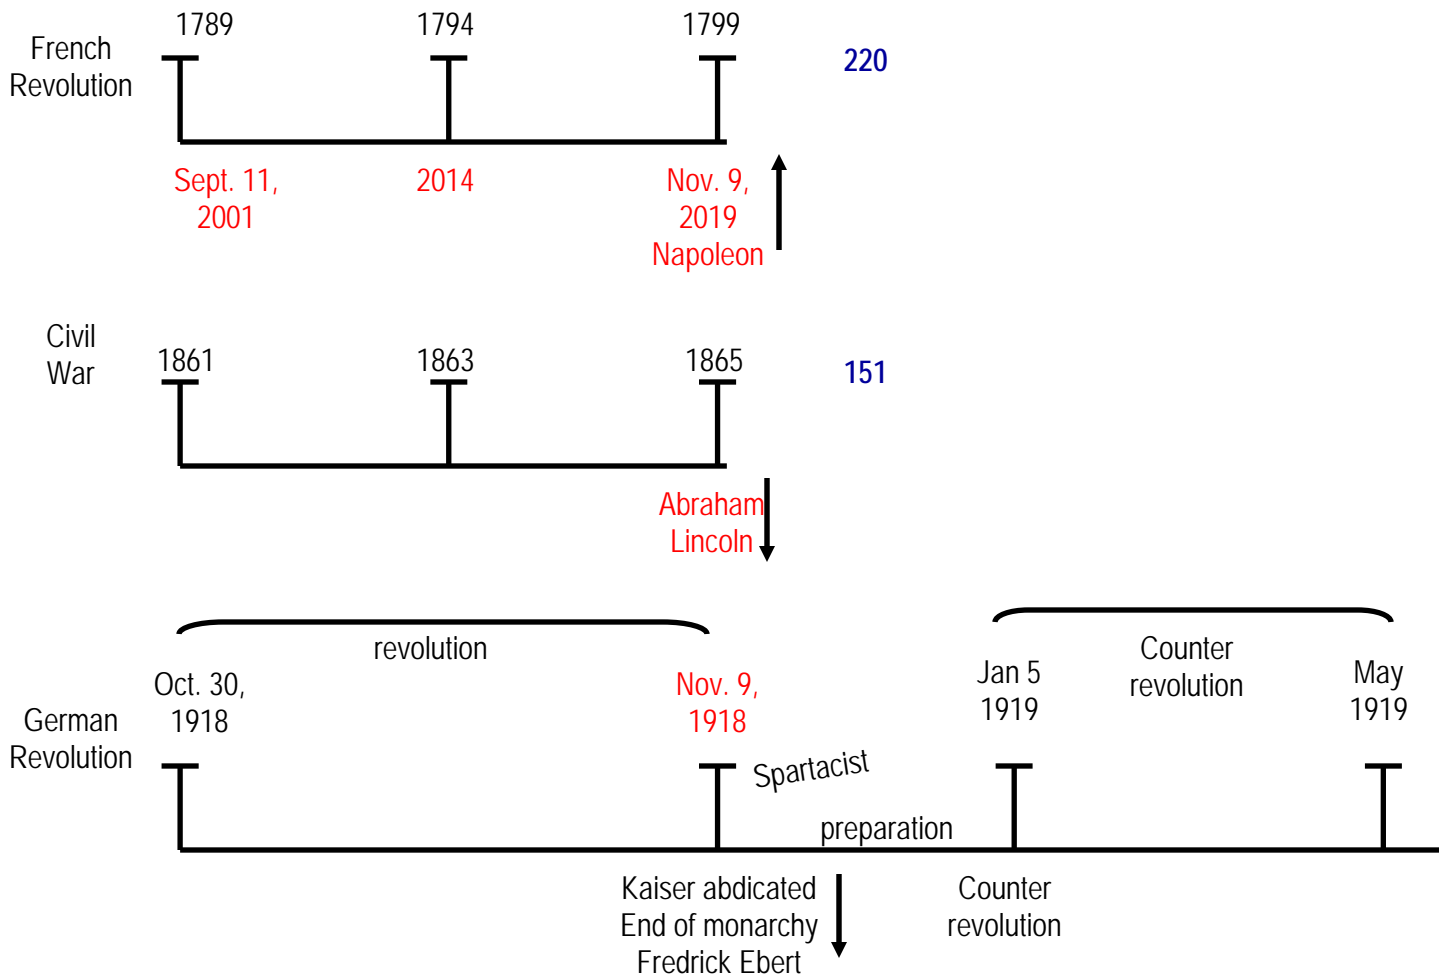 French
Revolution
1789
1794
1799
220
Sept. 11,
2001
2014
Nov. 9,
2019
Napoleon
Civil
War
1861
1863
1865
151
Abraham
Lincoln
revolution
Counter
revolution
German
Revolution
Oct. 30,
1918
Nov. 9,
1918
Jan 5
1919
May
1919
Spartacist
preparation
Kaiser abdicated
End of monarchy
Fredrick Ebert
Counter
revolution